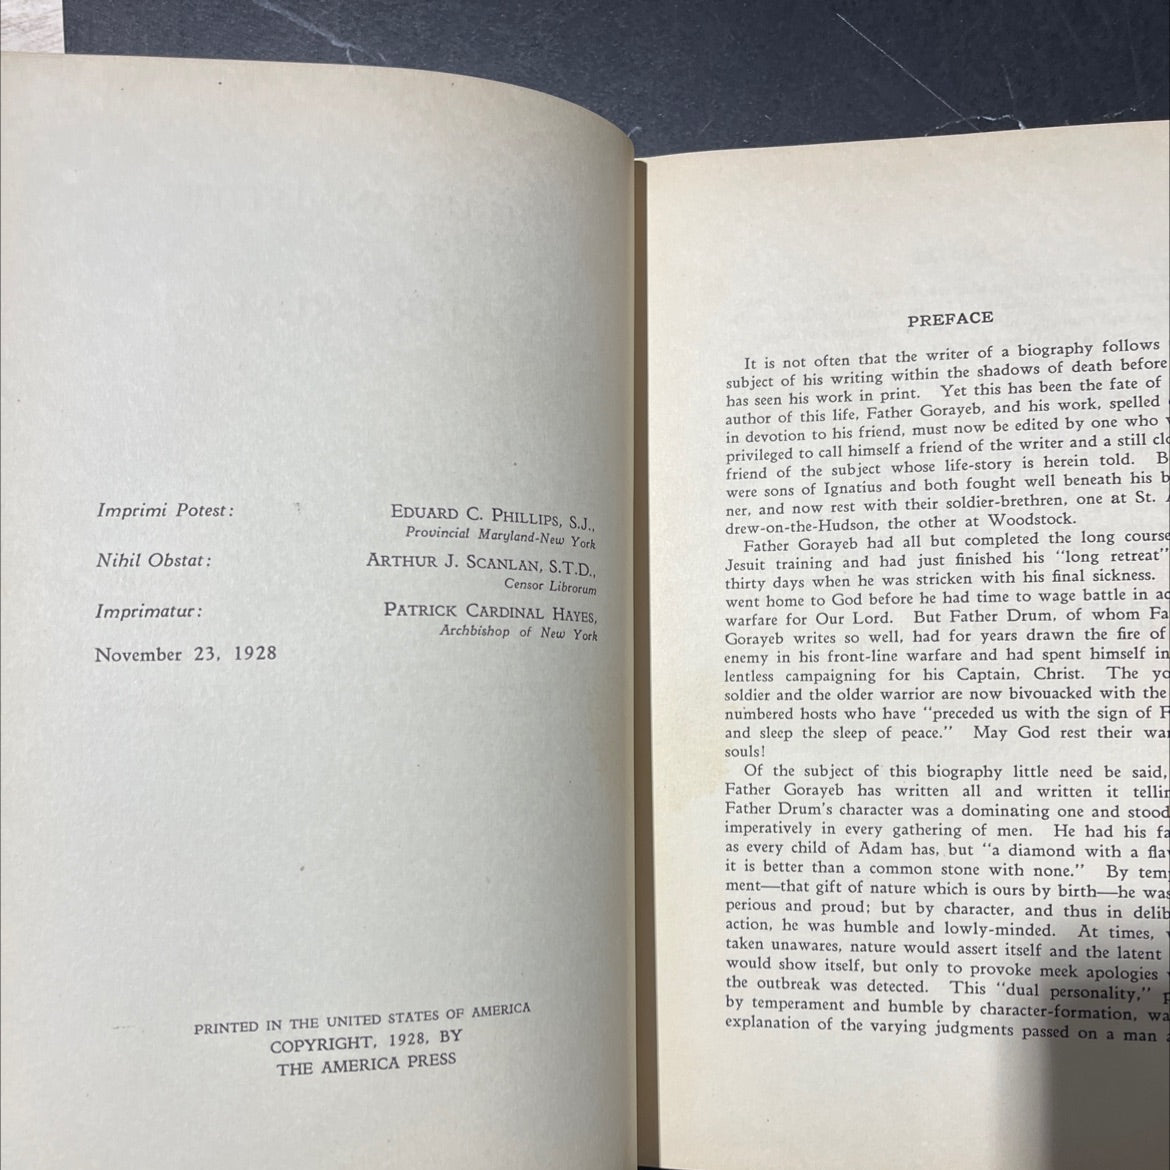 Imprimi Potest: EDUARD C. PHILLIPS, S.J.,
Provincial Maryland-New York
Nihil Obstat: ARTHUR J. SCANLAN, S.T.D.,
Censor Librorum
Imprimatur: PATRICK CARDINAL HAYES,
Archbishop of New York
November 23, 1928
PRINTED IN THE UNITED STATES OF AMERICA
COPYRIGHT, 1928, BY
THE AMERICA PRESS
PREFACE
It is not often that the writer of a biography follows
subject of his writing within the shadows of death before
has seen his work in print. Yet this has been the fate of
author of this life, Father Gorayeb, and his work, spelled
in devotion to his friend, must now be edited by one who
privileged to call himself a friend of the writer and a still
friend of the subject whose life-story is herein told.
were sons of Ignatius and both fought well beneath his
ner, and now rest with their soldier-brethren, one at St.
drew-on-the-Hudson, the other at Woodstock.
Father Gorayeb had all but completed the long course
Jesuit training and had just finished his "long retreat"
thirty days when he was stricken with his final sickness.
went home to God before he had time to wage battle in
warfare for Our Lord. But Father Drum, of whom
Gorayeb writes so well, had for years drawn the fire of
enemy in his front-line warfare and had spent himself in
lentless campaigning for his Captain, Christ. The
soldier and the older warrior are now bivouacked with the
numbered hosts who have "preceded us with the sign of
and sleep the sleep of peace." May God rest their
souls!
Of the subject of this biography little need be said,
Father Gorayeb has written all and written it
Father Drum's character was a dominating one and stood
imperatively in every gathering of men. He had his
as every child of Adam has, but "a diamond with a
it is better than a common stone with none." By
ment—that gift of nature which is ours by birth—he was
perious and proud; but by character, and thus in
action, he was humble and lowly-minded. At times,
taken unawares, nature would assert itself and the latent
would show itself, but only to provoke meek apologies
the outbreak was detected. This "dual personality,"
by temperament and humble by character-formation,
explanation of the varying judgments passed on a man